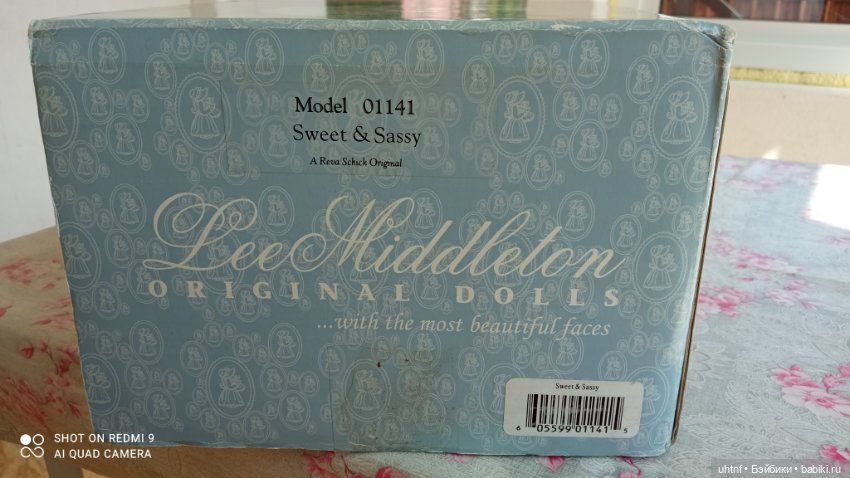 Model 01141
Sweet & Sassy
A Reva Schick Original
Lee Middleton
ORIGINAL DOLLS
...with the most beautiful faces
Sweet & Sassy
6 05599 01141 5
SHOT ON REDMI 9
AI QUAD CAMERA
uhtnf • Бэйбики • babiki.ru